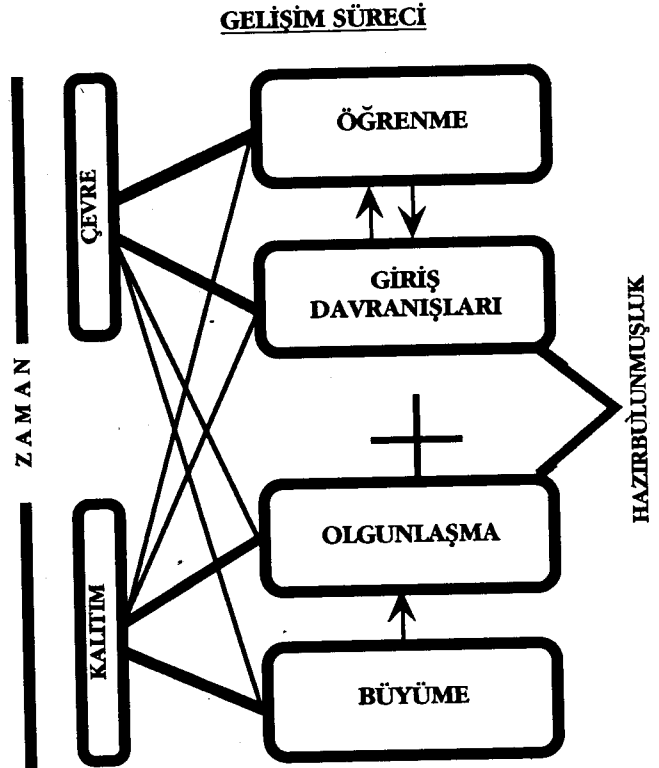 GELİŞİM SÜRECİ
ÖĞRENME
ÇEVRE
GİRİŞ
DAVRANIŞLARI
ZAMAN
HAZIRBULUNMUŞLUK
OLGUNLAŞMA
KALITIM
BÜYÜME